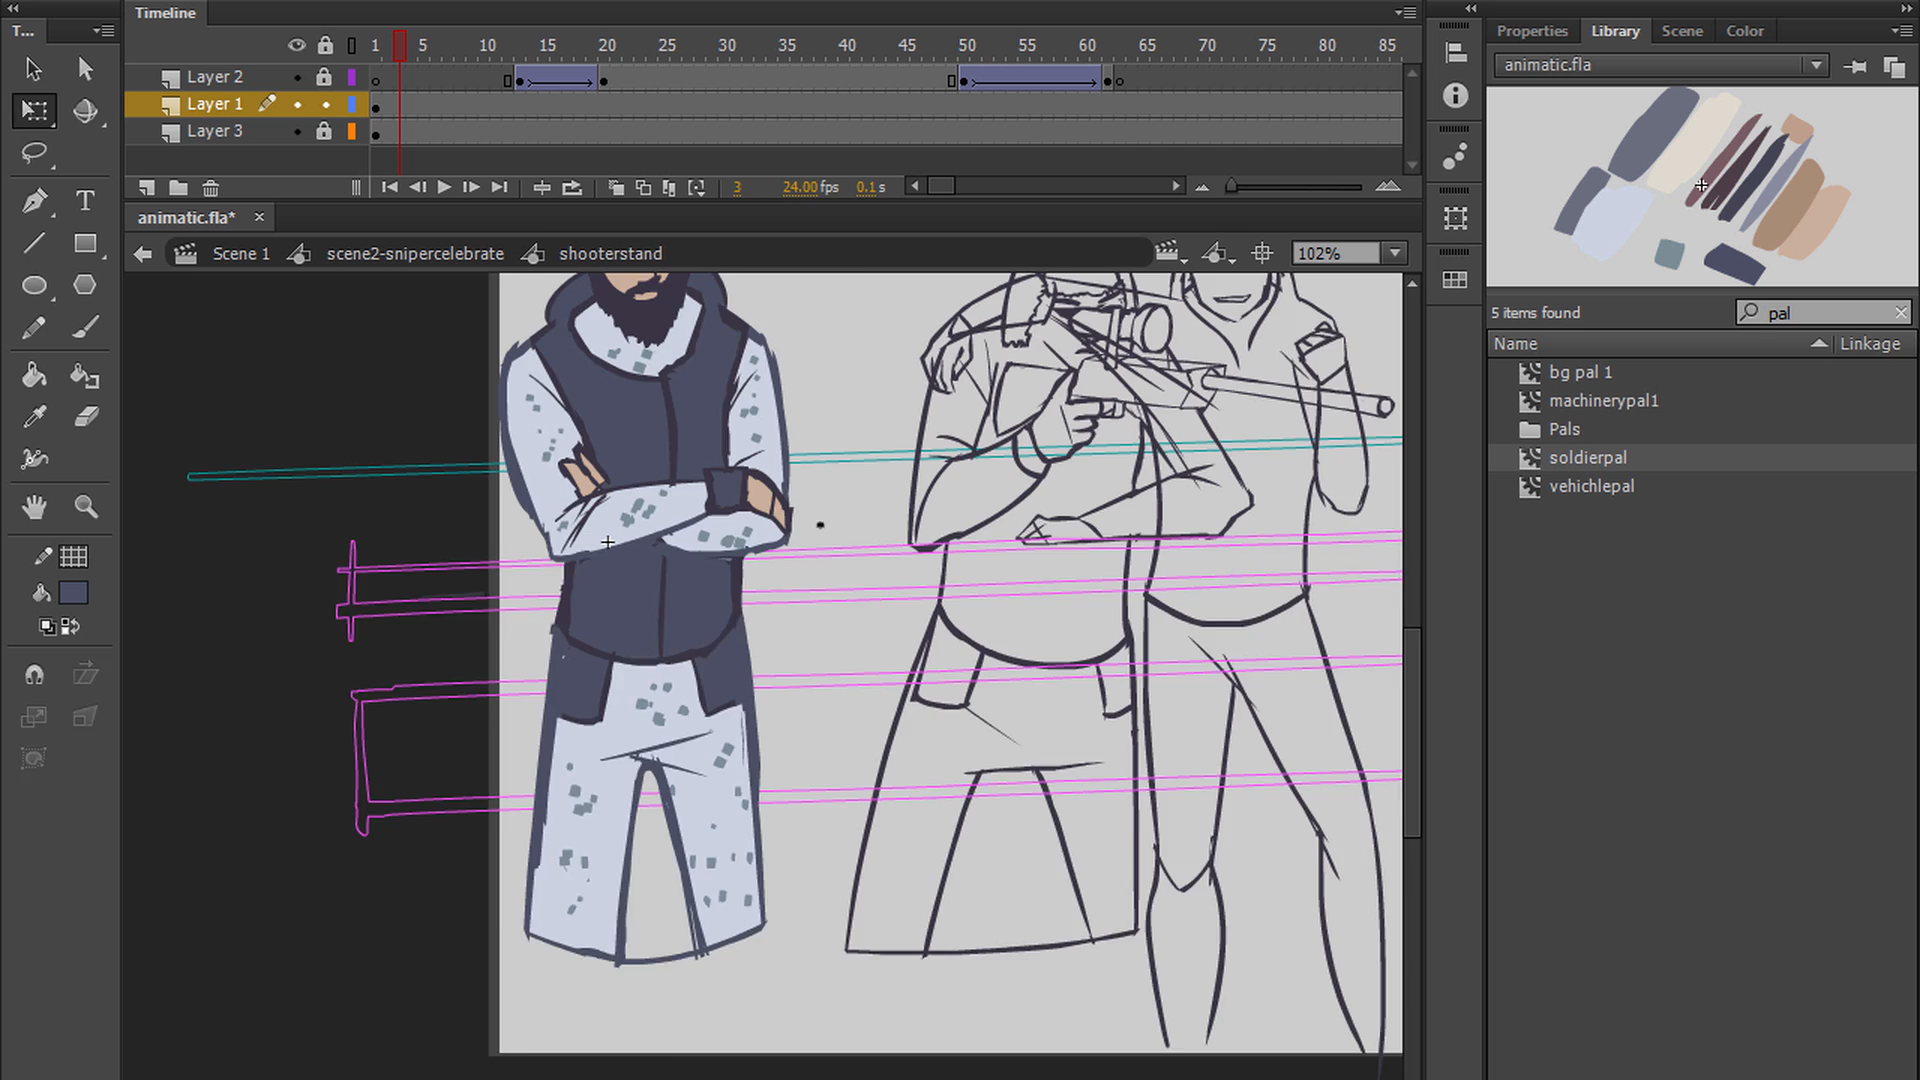 T...
Timeline
1 5 10 15 20 25 30 35 40 45 50 55 60 65 70 75 80 85
Layer 2
Layer 1
Layer 3
3 24.00 fps 0.1 s
animatic.fla*
Scene 1 scene2-snipercelebrate shooterstand 102%
Properties Library Scene Color
animatic.fla
5 items found pal
Name Linkage
bg pal 1
machinerypal1
Pals
soldierpal
vehichlepal